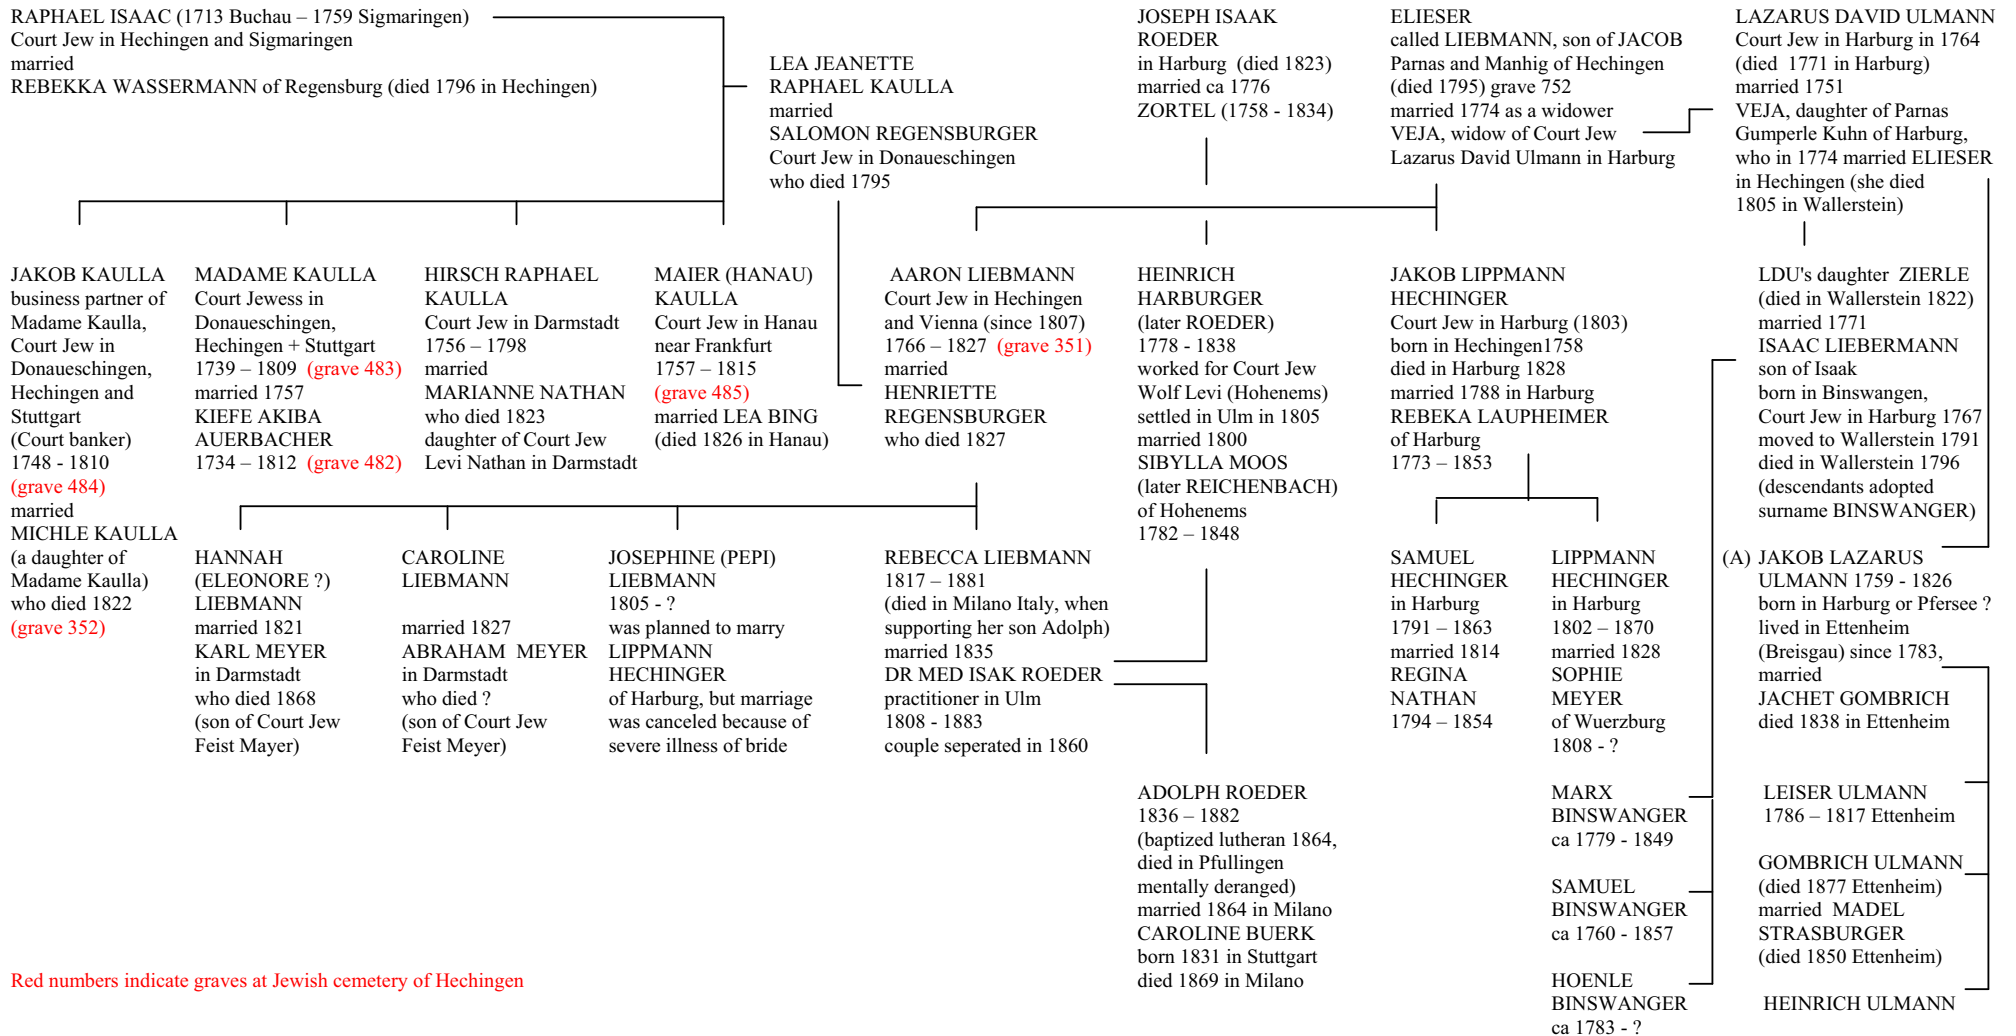 RAPHAEL ISAAC (1713 Buchau – 1759 Sigmaringen)
Court Jew in Hechingen and Sigmaringen
married
REBEKKA WASSERMANN of Regensburg (died 1796 in Hechingen)
LEA JEANETTE
RAPHAEL KAULLA
married
SALOMON REGENSBURGER
Court Jew in Donaueschingen
who died 1795
JOSEPH ISAAK
ROEDER
in Harburg (died 1823)
married ca 1776
ZORTEL (1758 - 1834)
ELIESER
called LIEBMANN, son of JACOB
Parnas and Manhig of Hechingen
(died 1795) grave 752
married 1774 as a widower
VEJA, widow of Court Jew
Lazarus David Ulmann in Harburg
LAZARUS DAVID ULMANN
Court Jew in Harburg in 1764
(died 1771 in Harburg)
married 1751
VEJA, daughter of Parnas
Gumperle Kuhn of Harburg,
who in 1774 married ELIESER
in Hechingen (she died
1805 in Wallerstein)
JAKOB KAULLA
business partner of
Madame Kaulla,
Court Jew in
Donaueschingen,
Hechingen and
Stuttgart
(Court banker)
1748 - 1810
(grave 484)
married
MICHLE KAULLA
(a daughter of
Madame Kaulla)
who died 1822
(grave 352)
MADAME KAULLA
Court Jewess in
Donaueschingen,
Hechingen + Stuttgart
1739 – 1809 (grave 483)
married 1757
KIEFE AKIBA
AUERBACHER
1734 – 1812 (grave 482)
HIRSCH RAPHAEL
KAULLA
Court Jew in Darmstadt
1756 – 1798
married
MARIANNE NATHAN
who died 1823
daughter of Court Jew
Levi Nathan in Darmstadt
MAIER (HANAU)
KAULLA
Court Jew in Hanau
near Frankfurt
1757 – 1815
(grave 485)
married LEA BING
(died 1826 in Hanau)
AARON LIEBMANN
Court Jew in Hechingen
and Vienna (since 1807)
1766 – 1827 (grave 351)
married
HENRIETTE
REGENSBURGER
who died 1827
HEINRICH
HARBURGER
(later ROEDER)
1778 - 1838
worked for Court Jew
Wolf Levi (Hohenems)
settled in Ulm in 1805
married 1800
SIBYLLA MOOS
(later REICHENBACH)
of Hohenems
1782 – 1848
JAKOB LIPPMANN
HECHINGER
Court Jew in Harburg (1803)
born in Hechingen1758
died in Harburg 1828
married 1788 in Harburg
REBEKA LAUPHEIMER
of Harburg
1773 – 1853
LDU's daughter ZIERLE
(died in Wallerstein 1822)
married 1771
ISAAC LIEBERMANN
son of Isaak
born in Binswangen,
Court Jew in Harburg 1767
moved to Wallerstein 1791
died in Wallerstein 1796
(descendants adopted
surname BINSWANGER)
HANNAH
(ELEONORE ?)
LIEBMANN
married 1821
KARL MEYER
in Darmstadt
who died 1868
(son of Court Jew
Feist Mayer)
CAROLINE
LIEBMANN
married 1827
ABRAHAM MEYER
in Darmstadt
who died ?
(son of Court Jew
Feist Meyer)
JOSEPHINE (PEPI)
LIEBMANN
1805 - ?
was planned to marry
LIPPMANN
HECHINGER
of Harburg, but marriage
was canceled because of
severe illness of bride
REBECCA LIEBMANN
1817 – 1881
(died in Milano Italy, when
supporting her son Adolph)
married 1835
DR MED ISAK ROEDER
practitioner in Ulm
1808 - 1883
couple seperated in 1860
SAMUEL
HECHINGER
in Harburg
1791 – 1863
married 1814
REGINA
NATHAN
1794 – 1854
LIPPMANN
HECHINGER
in Harburg
1802 – 1870
married 1828
SOPHIE
MEYER
of Wuerzburg
1808 - ?
(A) JAKOB LAZARUS
ULMANN 1759 - 1826
born in Harburg or Pfersee ?
lived in Ettenheim
(Breisgau) since 1783,
married
JACHET GOMBRICH
died 1838 in Ettenheim
ADOLPH ROEDER
1836 – 1882
(baptized lutheran 1864,
died in Pfullingen
mentally deranged)
married 1864 in Milano
CAROLINE BUERK
born 1831 in Stuttgart
died 1869 in Milano
MARX
BINSWANGER
ca 1779 - 1849
SAMUEL
BINSWANGER
ca 1760 - 1857
HOENLE
BINSWANGER
ca 1783 - ?
LEISER ULMANN
1786 – 1817 Ettenheim
GOMBRICH ULMANN
(died 1877 Ettenheim)
married MADEL
STRASBURGER
(died 1850 Ettenheim)
HEINRICH ULMANN
Red numbers indicate graves at Jewish cemetery of Hechingen